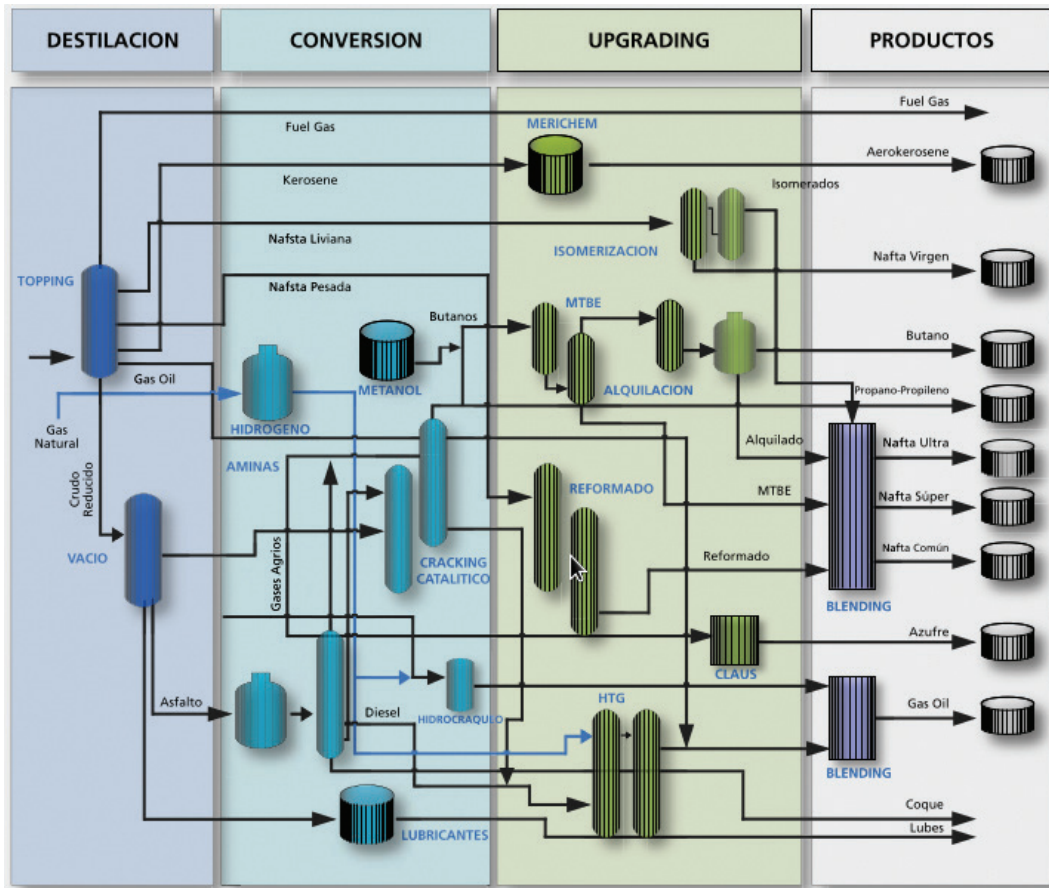 DESTILACION
CONVERSION
UPGRADING
PRODUCTOS
Fuel Gas
Fuel Gas
MERICHEM
Aerokerosene
Kerosene
Isomerados
Nafsta Liviana
ISOMERIZACION
Nafta Virgen
TOPPING
Nafsta Pesada
MTBE
Butanos
Butano
Gas Oil
METANOL
ALQUILACION
Propano-Propileno
Gas
Natural
HIDROGENO
Alquilado
Nafta Ultra
AMINAS
REFORMADO
Crudo
Reducido
MTBE
Nafta Súper
VACIO
CRACKING
CATALITICO
Gases Agrios
Reformado
Nafta Común
BLENDING
Azufre
CLAUS
Asfalto
Diesel
HIDROCRAQULO
HTG
Gas Oil
BLENDING
Coque
LUBRICANTES
Lubes